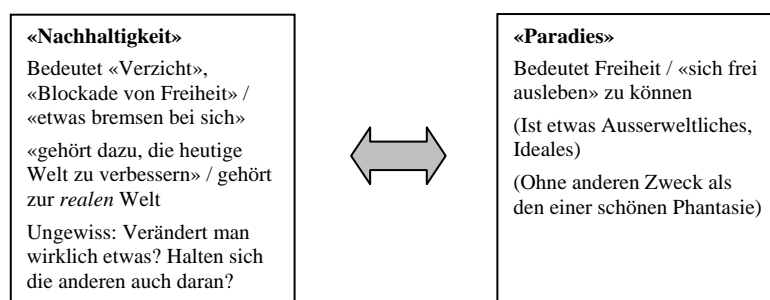 «Nachhaltigkeit»
Bedeutet «Verzicht»,
«Blockade von Freiheit» /
«etwas bremsen bei sich»
«gehört dazu, die heutige
Welt zu verbessern» / gehört
zur realen Welt
Ungewiss: Verändert man
wirklich etwas? Halten sich
die anderen auch daran?
«Paradies»
Bedeutet Freiheit / «sich frei
ausleben» zu können
(Ist etwas Ausserweltliches,
Ideales)
(Ohne anderen Zweck als
den einer schönen Phantasie)